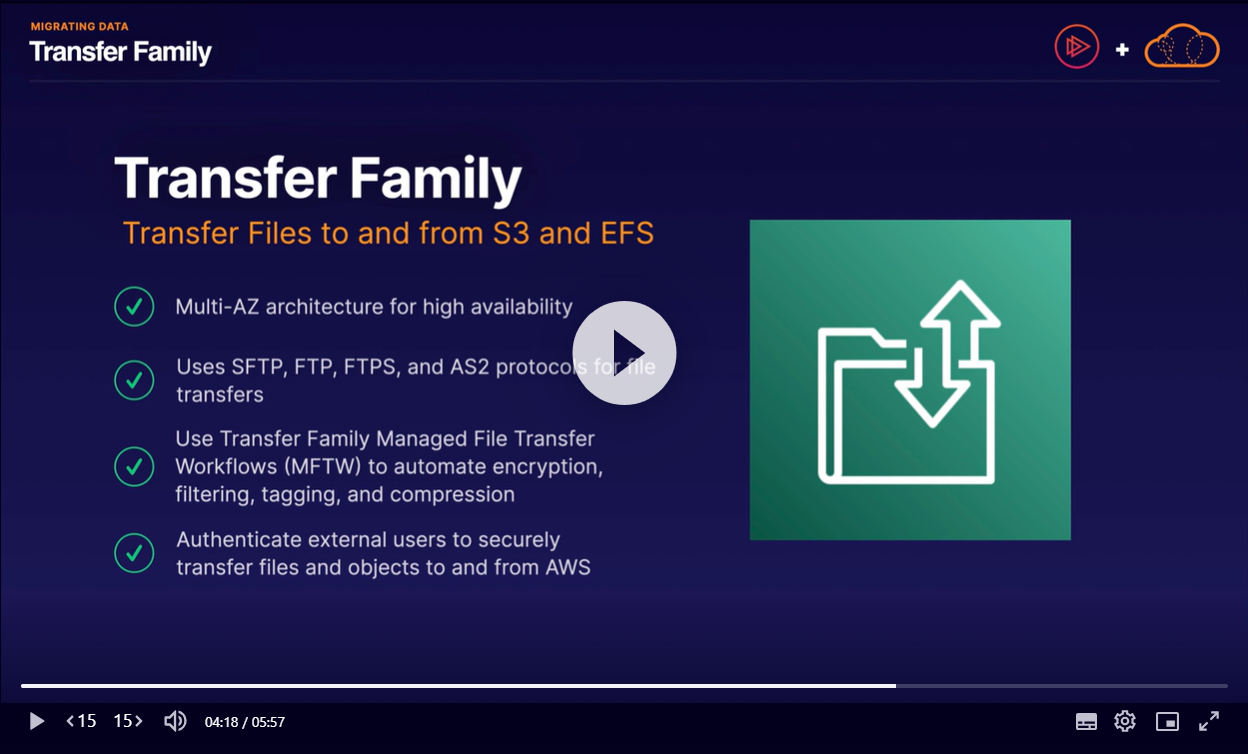 MIGRATING DATA
Transfer Family
Transfer Family
Transfer Files to and from S3 and EFS
Multi-AZ architecture for high availability
Uses SFTP, FTP, FTPS, and AS2 protocols for file
transfers
Use Transfer Family Managed File Transfer
Workflows (MFTW) to automate encryption,
filtering, tagging, and compression
Authenticate external users to securely
transfer files and objects to and from AWS
15 15 04:18 / 05:57